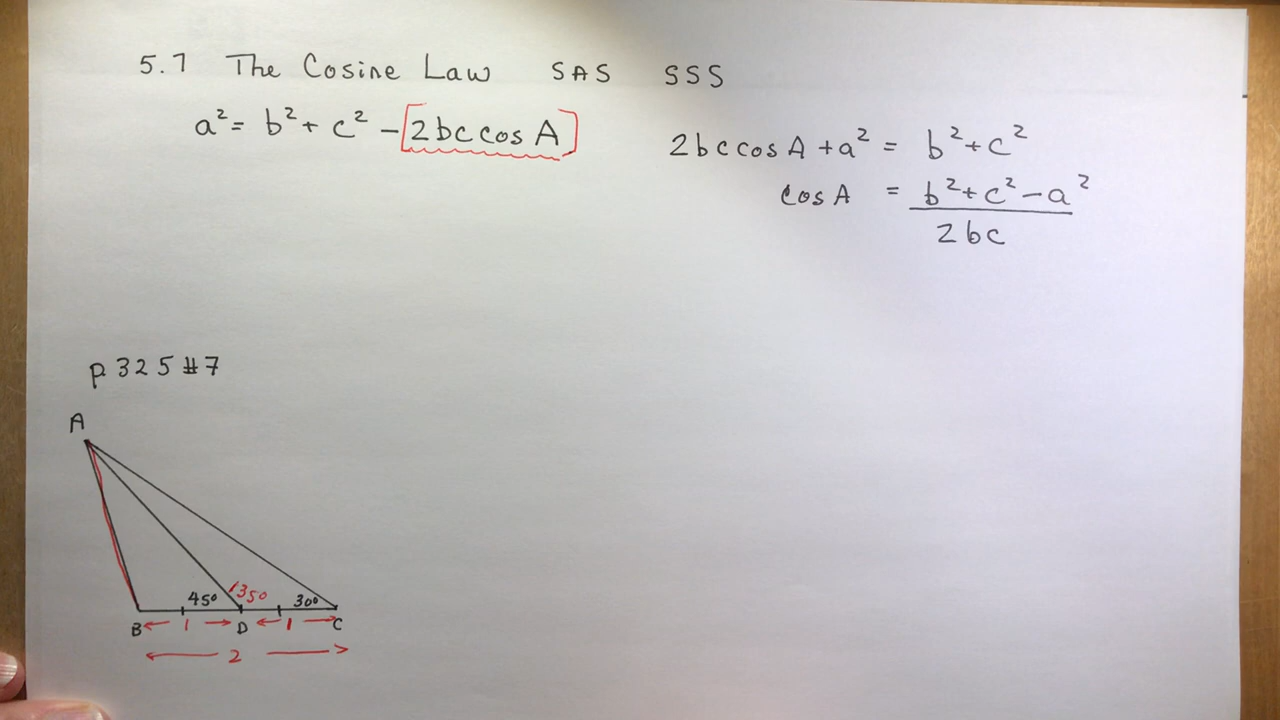 5.7 The Cosine Law SAS SSS
a² = b² + c² - [2bc cos A]
2bc cos A + a² = b² + c²
cos A = b² + c² - a²
2bc
p. 325 #7
A
45° 135° 30°
B 1 D 1 C
2